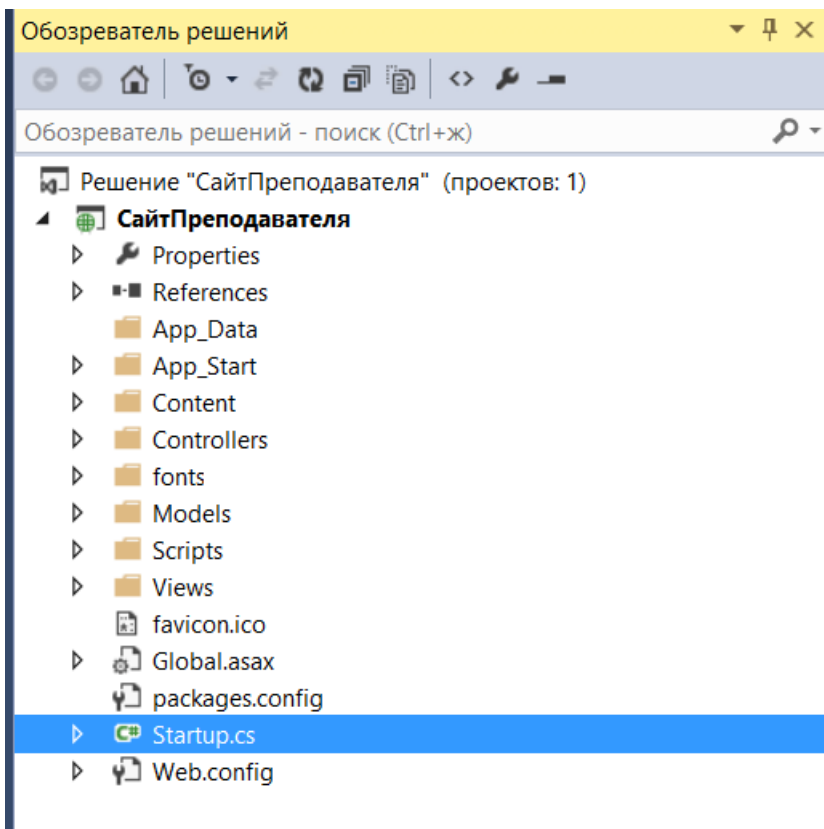 Обозреватель решений
Обозреватель решений - поиск (Ctrl+ж)
Решение "СайтПреподавателя" (проектов: 1)
СайтПреподавателя
Properties
References
App_Data
App_Start
Content
Controllers
fonts
Models
Scripts
Views
favicon.ico
Global.asax
packages.config
C# Startup.cs
Web.config